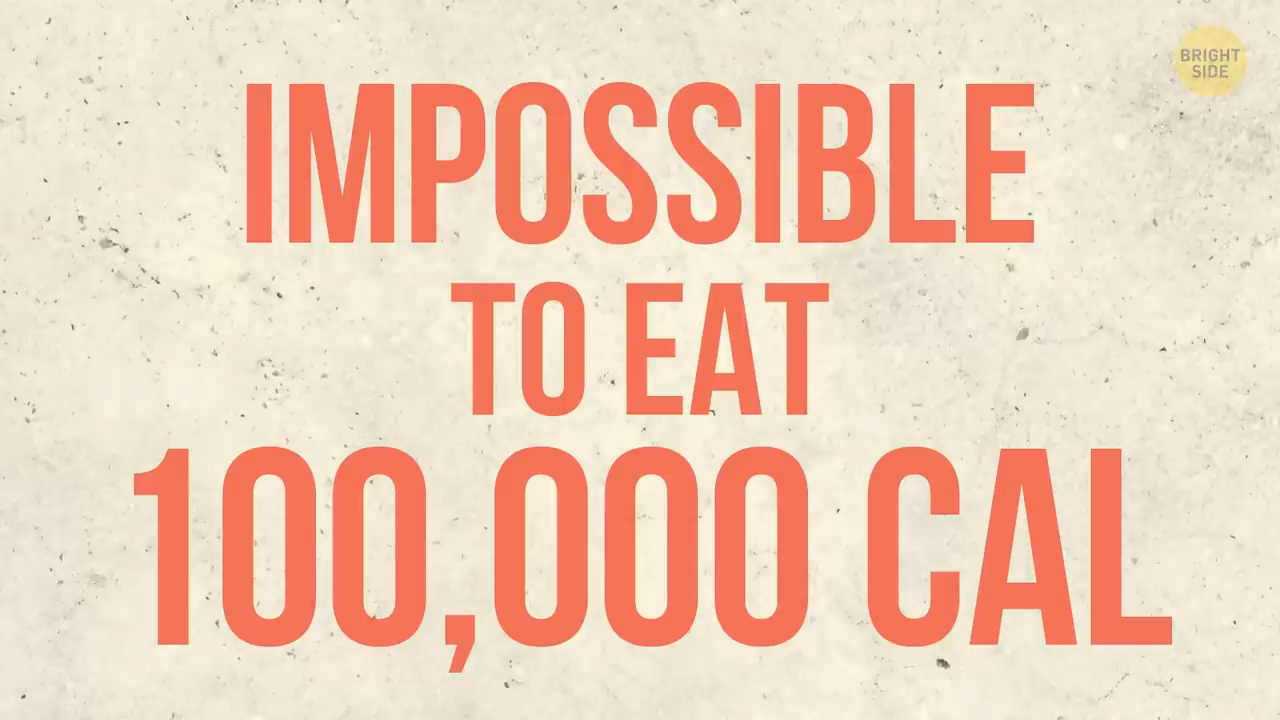 BRIGHT
SIDE
IMPOSSIBLE
TO EAT
100,000 CAL